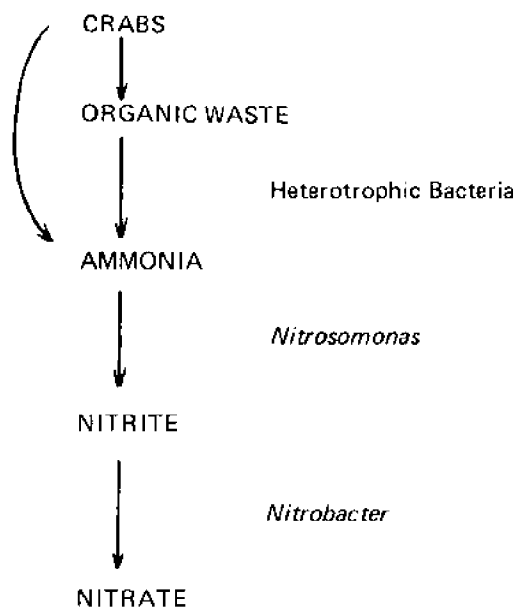 CRABS
ORGANIC WASTE
Heterotrophic Bacteria
AMMONIA
Nitrosomonas
NITRITE
Nitrobacter
NITRATE